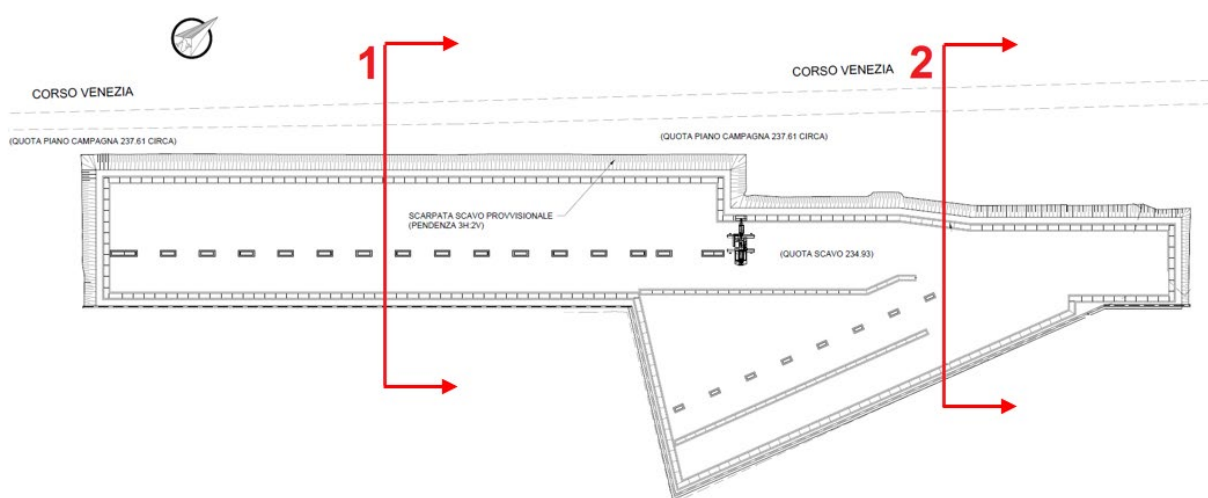 1
2
CORSO VENEZIA
CORSO VENEZIA
(QUOTA PIANO CAMPAGNA 237.61 CIRCA)
(QUOTA PIANO CAMPAGNA 237.61 CIRCA)
SCARPATA SCAVO PROVVISIONALE
(PENDENZA 3H:2V)
(QUOTA SCAVO 234.93)